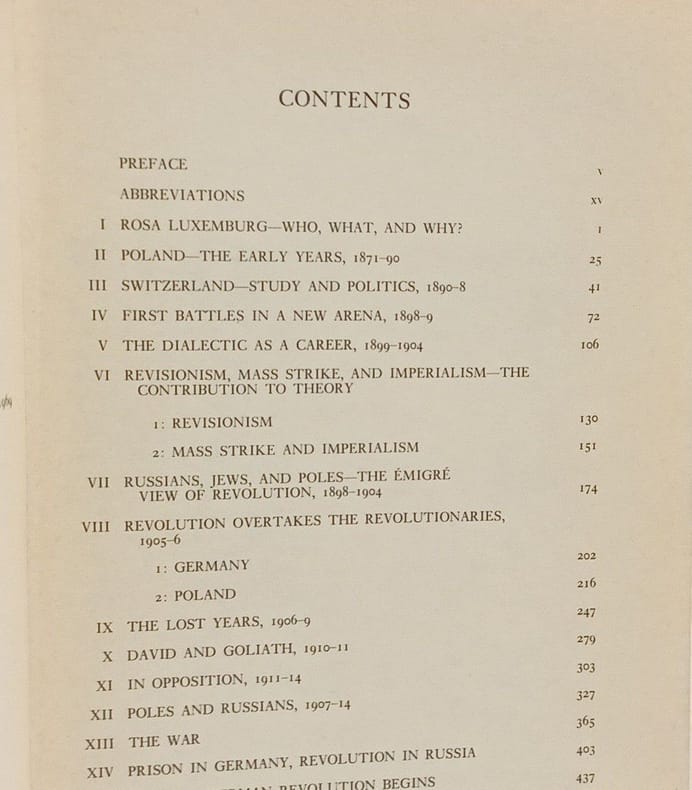 CONTENTS
PREFACE v
ABBREVIATIONS xv
I ROSA LUXEMBURG—WHO, WHAT, AND WHY? 1
II POLAND—THE EARLY YEARS, 1871–90 25
III SWITZERLAND—STUDY AND POLITICS, 1890–8 41
IV FIRST BATTLES IN A NEW ARENA, 1898–9 72
V THE DIALECTIC AS A CAREER, 1899–1904 106
VI REVISIONISM, MASS STRIKE, AND IMPERIALISM—THE
CONTRIBUTION TO THEORY
1: REVISIONISM 130
2: MASS STRIKE AND IMPERIALISM 151
VII RUSSIANS, JEWS, AND POLES—THE ÉMIGRÉ
VIEW OF REVOLUTION, 1898–1904 174
VIII REVOLUTION OVERTAKES THE REVOLUTIONARIES,
1905–6
1: GERMANY 202
2: POLAND 216
IX THE LOST YEARS, 1906–9 247
X DAVID AND GOLIATH, 1910–11 279
XI IN OPPOSITION, 1911–14 303
XII POLES AND RUSSIANS, 1907–14 327
XIII THE WAR 365
XIV PRISON IN GERMANY, REVOLUTION IN RUSSIA 403
REVOLUTION BEGINS 437